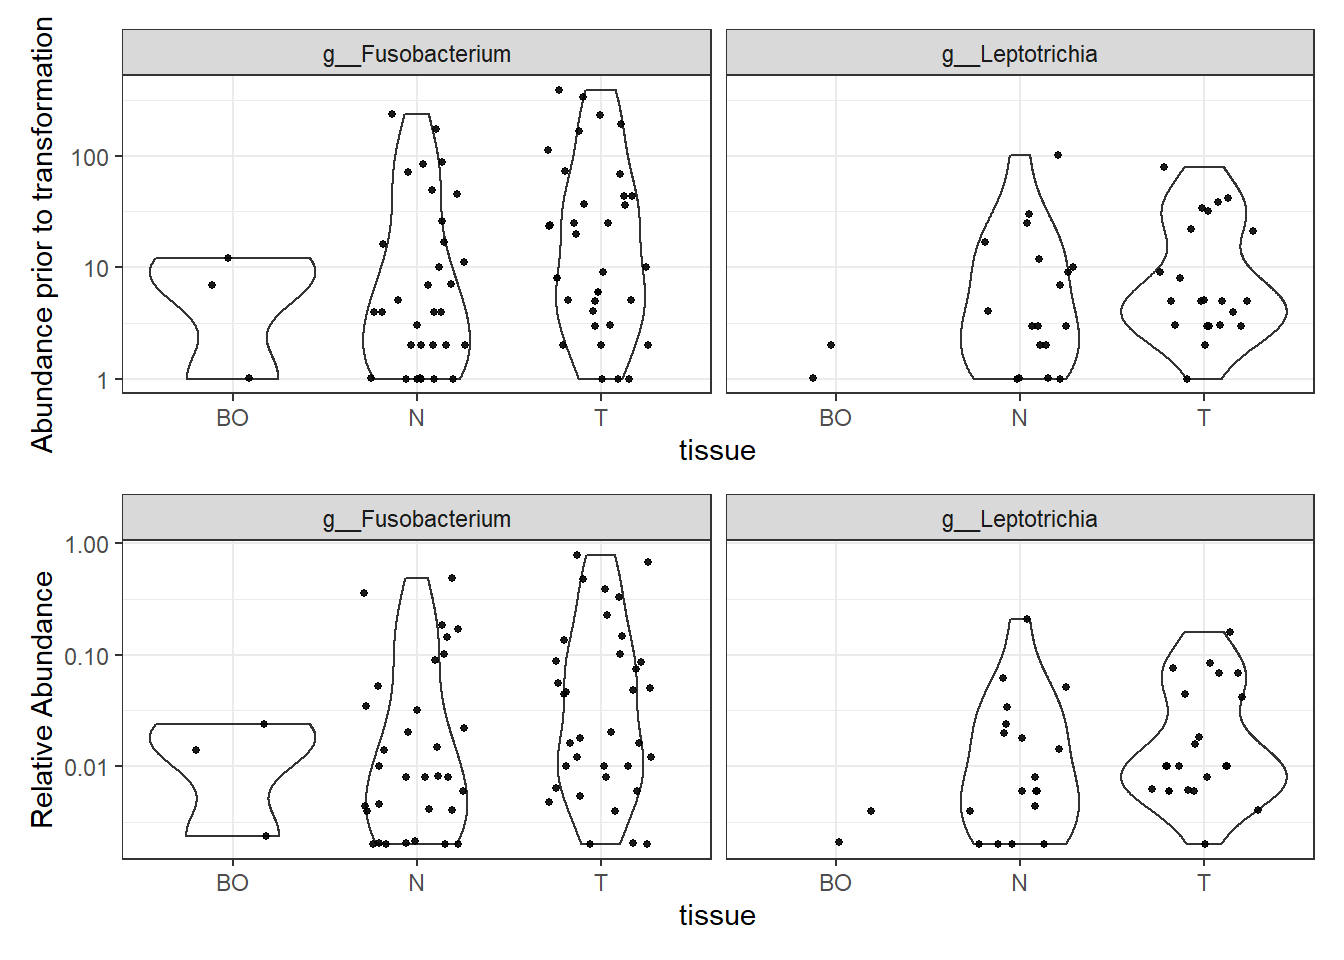 Abundance prior to transformation
g__Fusobacterium
g__Leptotrichia
100
10
1
BO
N
T
BO
N
T
tissue
Relative Abundance
g__Fusobacterium
g__Leptotrichia
1.00
0.10
0.01
BO
N
T
BO
N
T
tissue